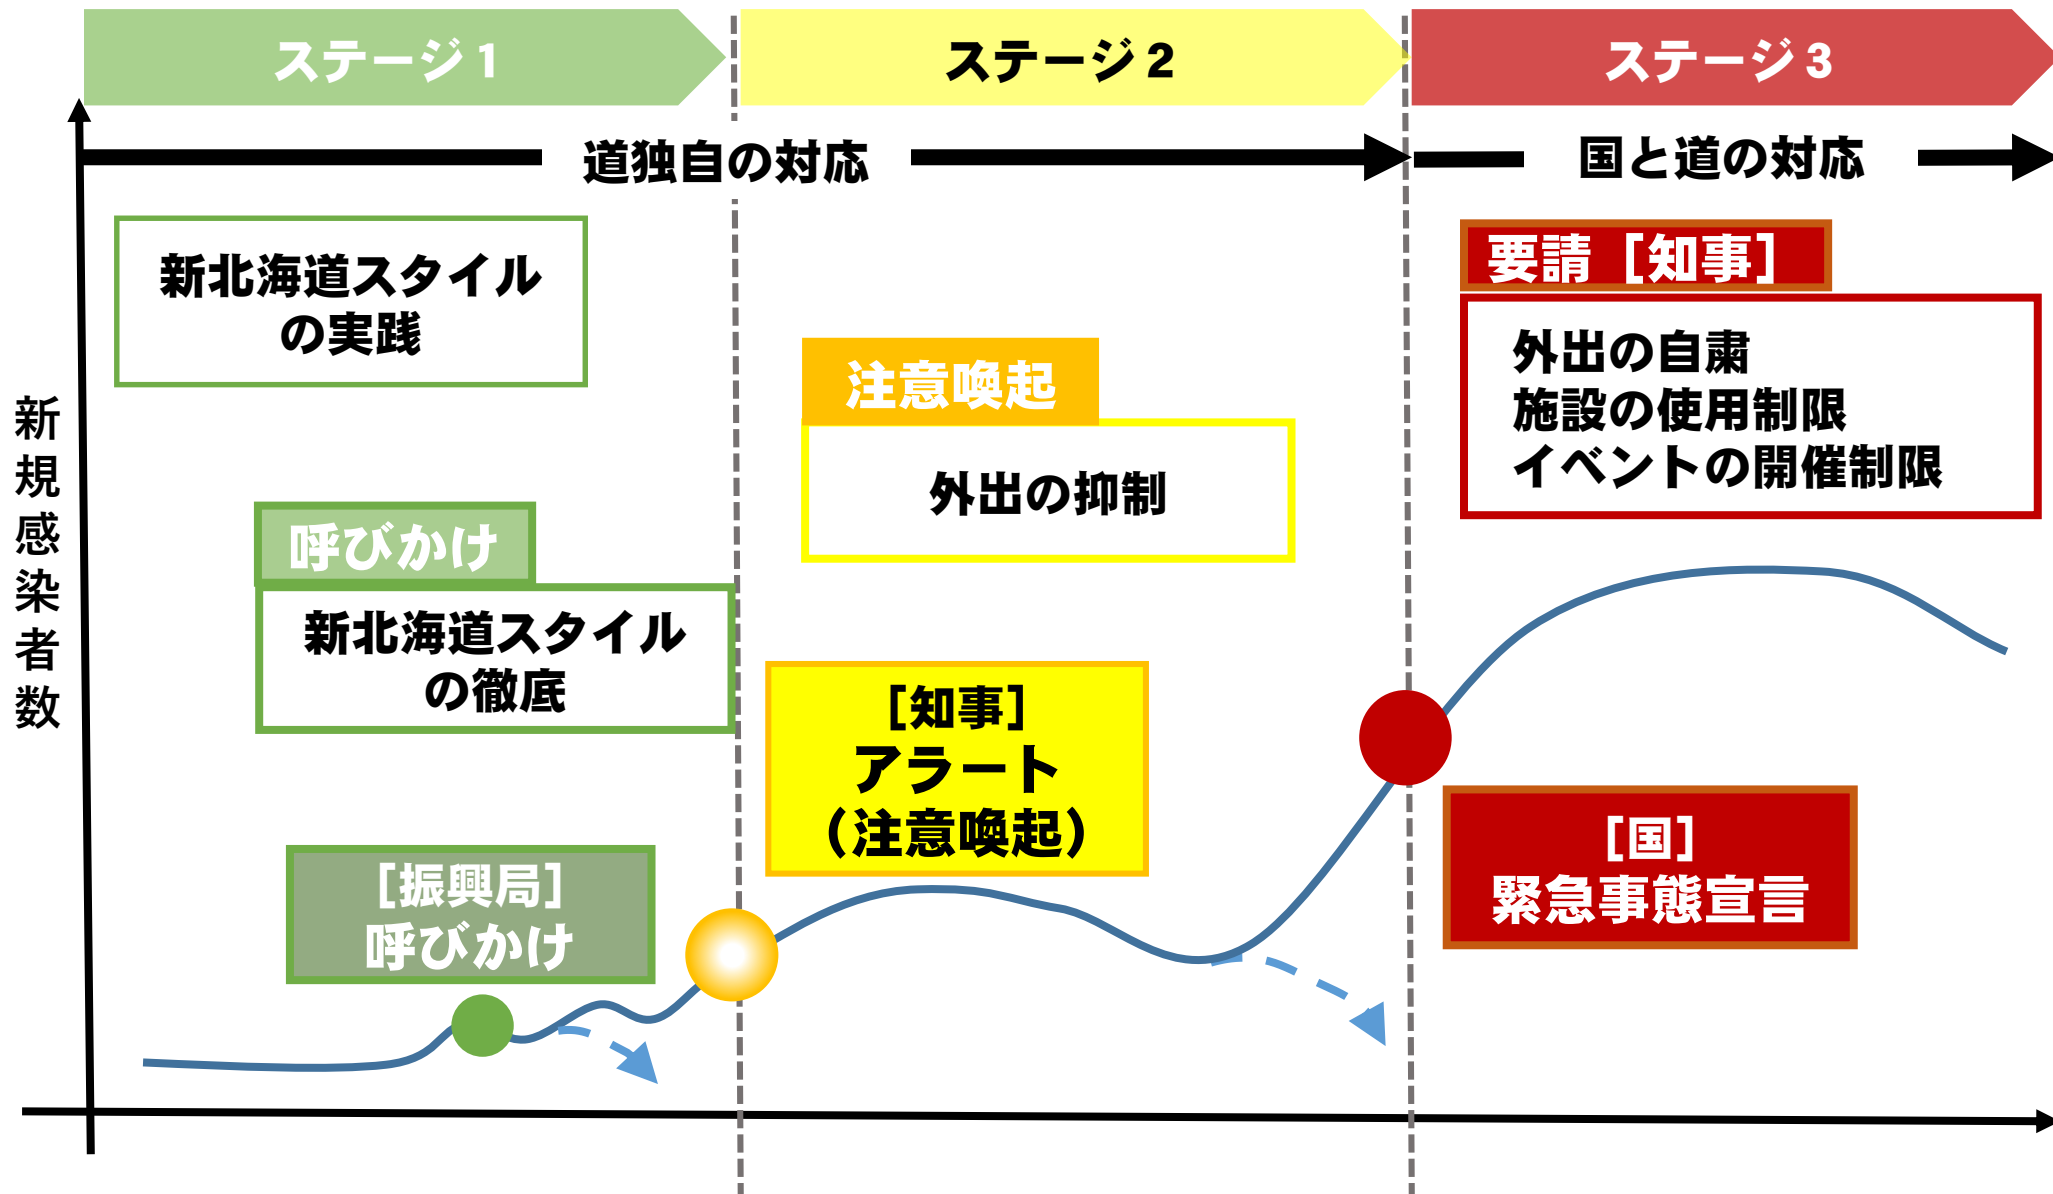 ステージ1
ステージ2
ステージ3
道独自の対応
国と道の対応
新規感染者数
新北海道スタイル
の実践
呼びかけ
新北海道スタイル
の徹底
［振興局］
呼びかけ
注意喚起
外出の抑制
［知事］
アラート
（注意喚起）
要請［知事］
外出の自粛
施設の使用制限
イベントの開催制限
［国］
緊急事態宣言